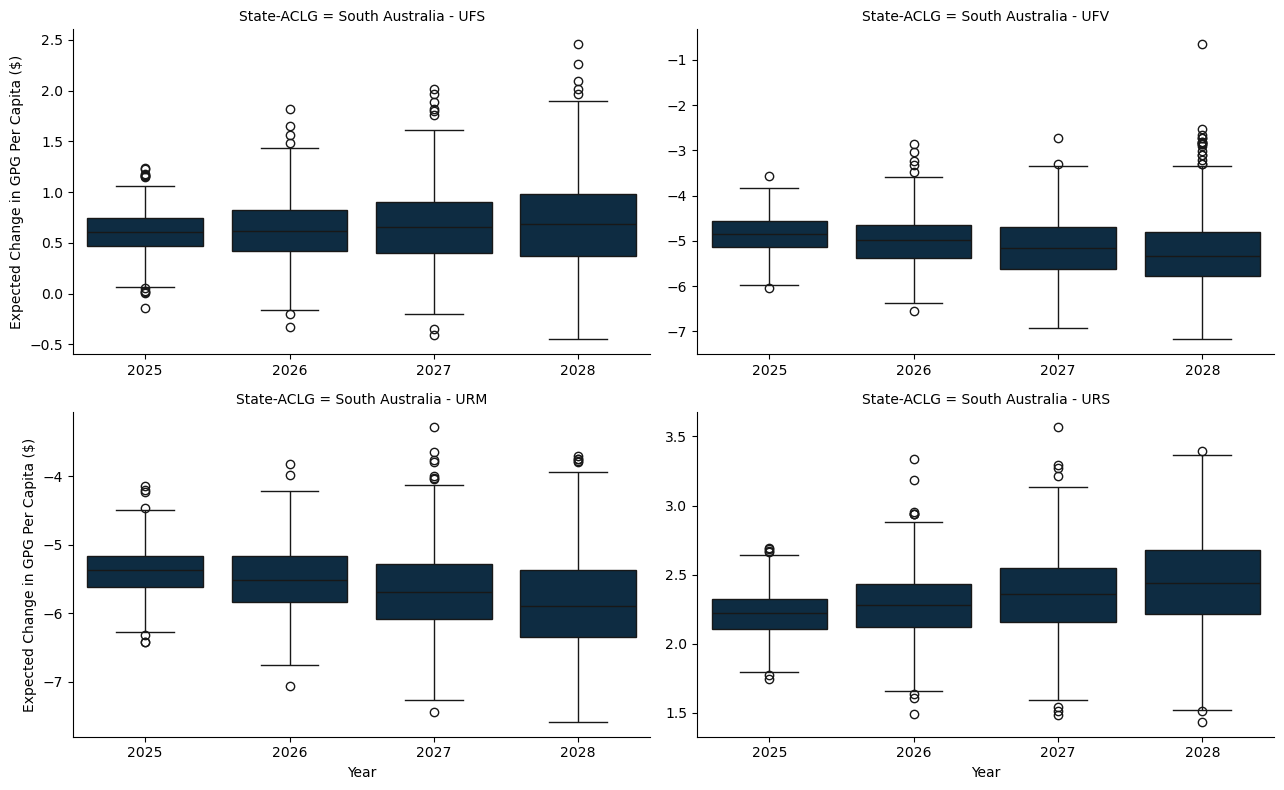 State-ACLG = South Australia - UFS
Expected Change in GPG Per Capita ($)
2.5
2.0
1.5
1.0
0.5
0.0
−0.5
2025 2026 2027 2028
State-ACLG = South Australia - UFV
−1
−2
−3
−4
−5
−6
−7
2025 2026 2027 2028
State-ACLG = South Australia - URM
Expected Change in GPG Per Capita ($)
−4
−5
−6
−7
2025 2026 2027 2028
Year
State-ACLG = South Australia - URS
3.5
3.0
2.5
2.0
1.5
2025 2026 2027 2028
Year